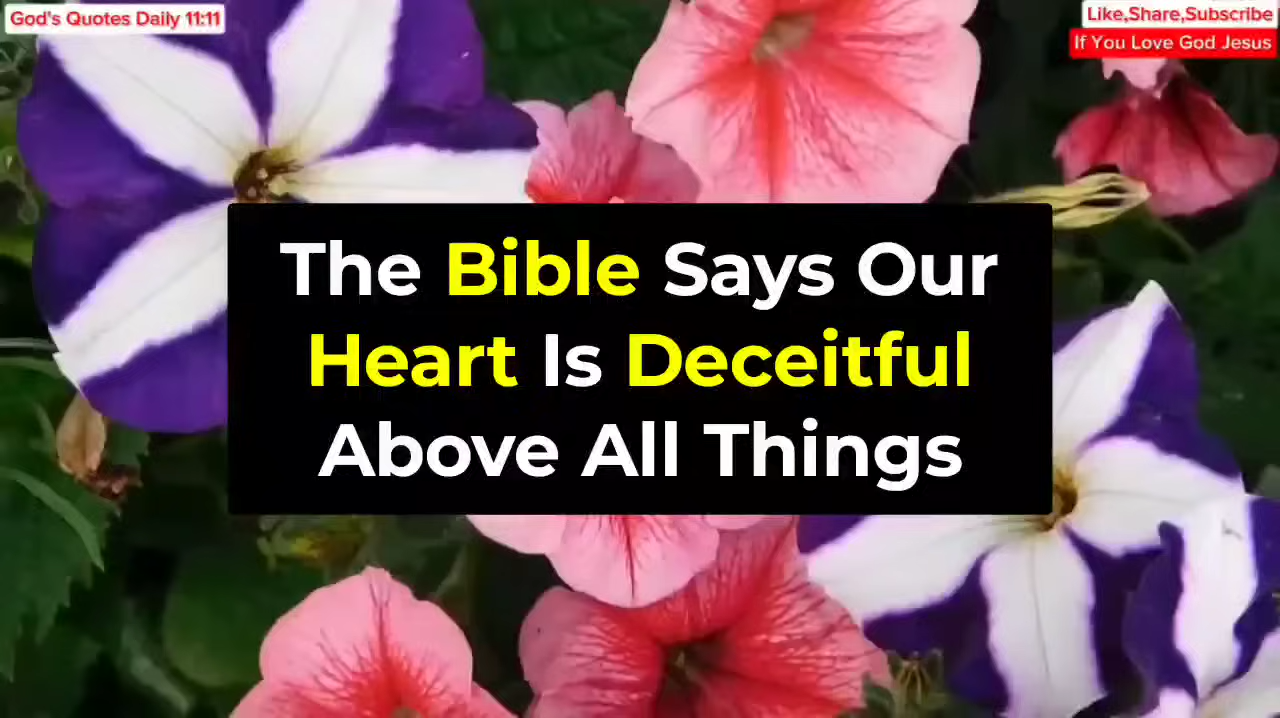 God's Quotes Daily 11:11
Like,Share,Subscribe
If You Love God Jesus
The Bible Says Our
Heart Is Deceitful
Above All Things